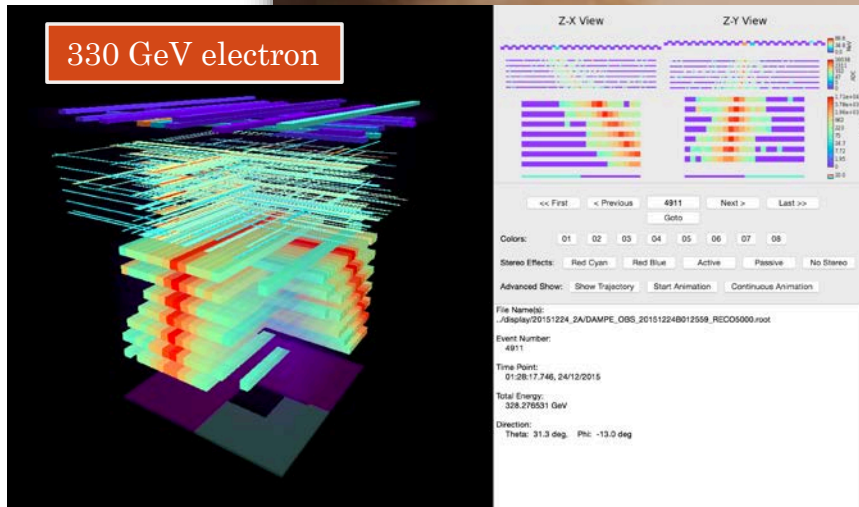 330 GeV electron
Z-X View
Z-Y View
MeV
ADC
<< First
< Previous
4911
Next >
Last >>
Goto
Colors:
01
02
03
04
05
06
07
08
Stereo Effects:
Red Cyan
Red Blue
Active
Passive
No Stereo
Advanced Show:
Show Trajectory
Start Animation
Continuous Animation
File Name(s):
../display/20151224_2A/DAMPE_OBS_20151224B012559_RECO5000.root
Event Number:
4911
Time Point:
01:28:17.746, 24/12/2015
Total Energy:
328.276531 GeV
Direction:
Theta: 31.3 deg, Phi: -13.0 deg